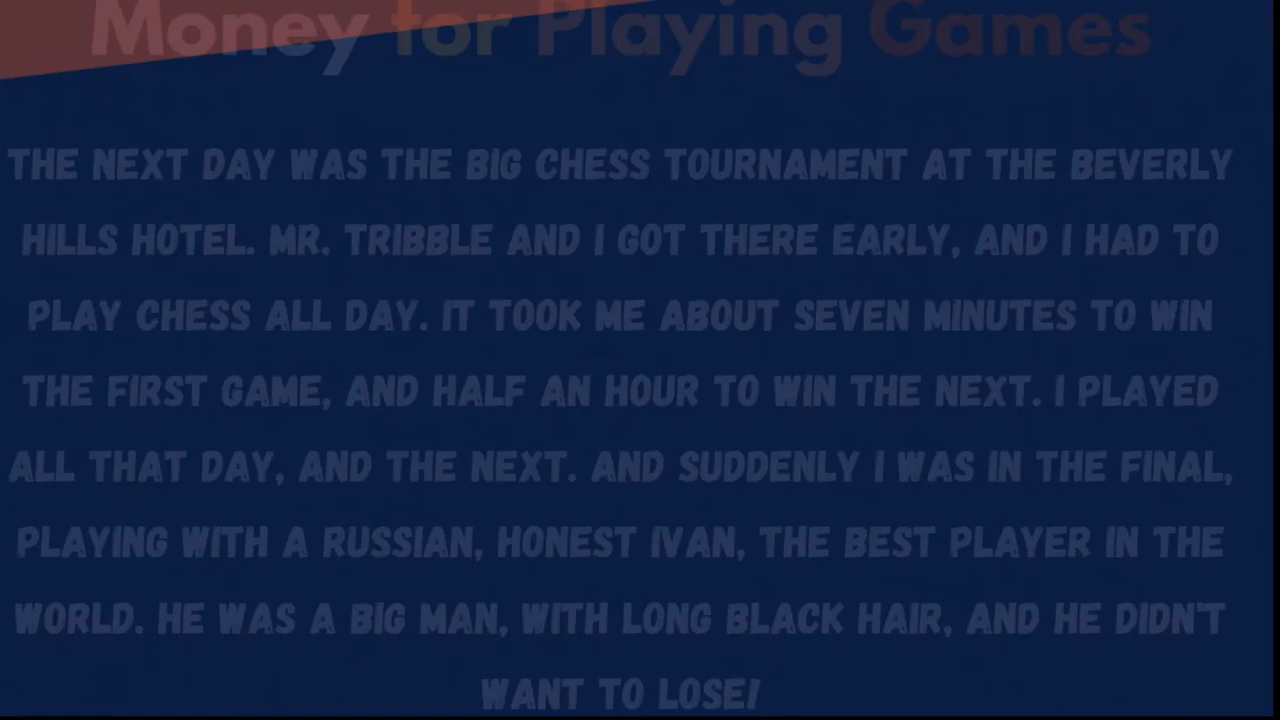 Money for Playing Games
THE NEXT DAY WAS THE BIG CHESS TOURNAMENT AT THE BEVERLY
HILLS HOTEL. MR. TRIBBLE AND I GOT THERE EARLY, AND I HAD TO
PLAY CHESS ALL DAY. IT TOOK ME ABOUT SEVEN MINUTES TO WIN
THE FIRST GAME, AND HALF AN HOUR TO WIN THE NEXT. I PLAYED
ALL THAT DAY, AND THE NEXT. AND SUDDENLY I WAS IN THE FINAL,
PLAYING WITH A RUSSIAN, HONEST IVAN, THE BEST PLAYER IN THE
WORLD. HE WAS A BIG MAN, WITH LONG BLACK HAIR, AND HE DIDN'T
WANT TO LOSE!